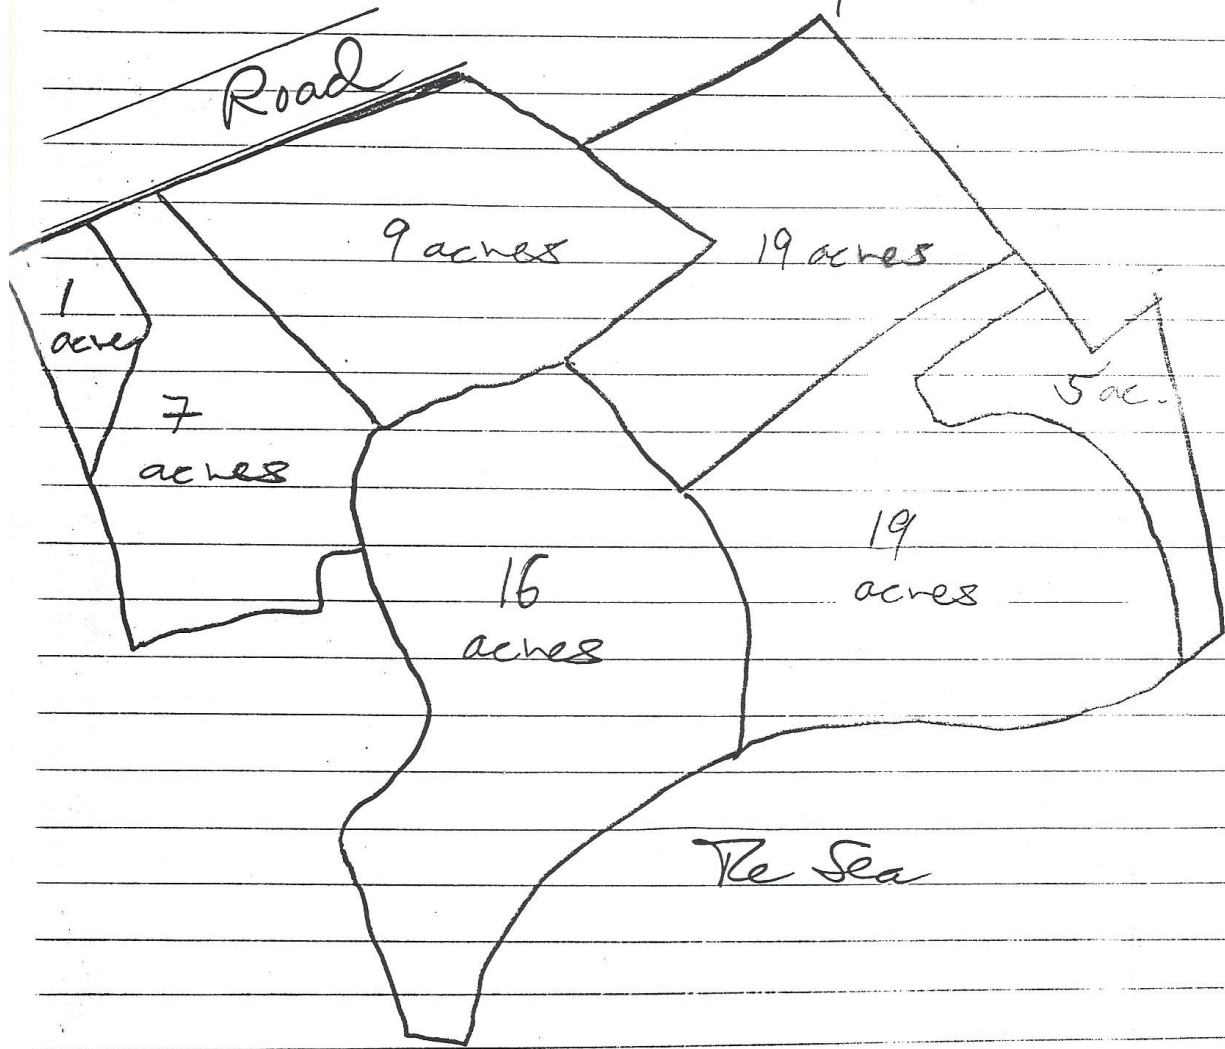 Road
9 acres
19 acres
1
acre
5 ac.
7
acres
19
acres
16
acres
The Sea